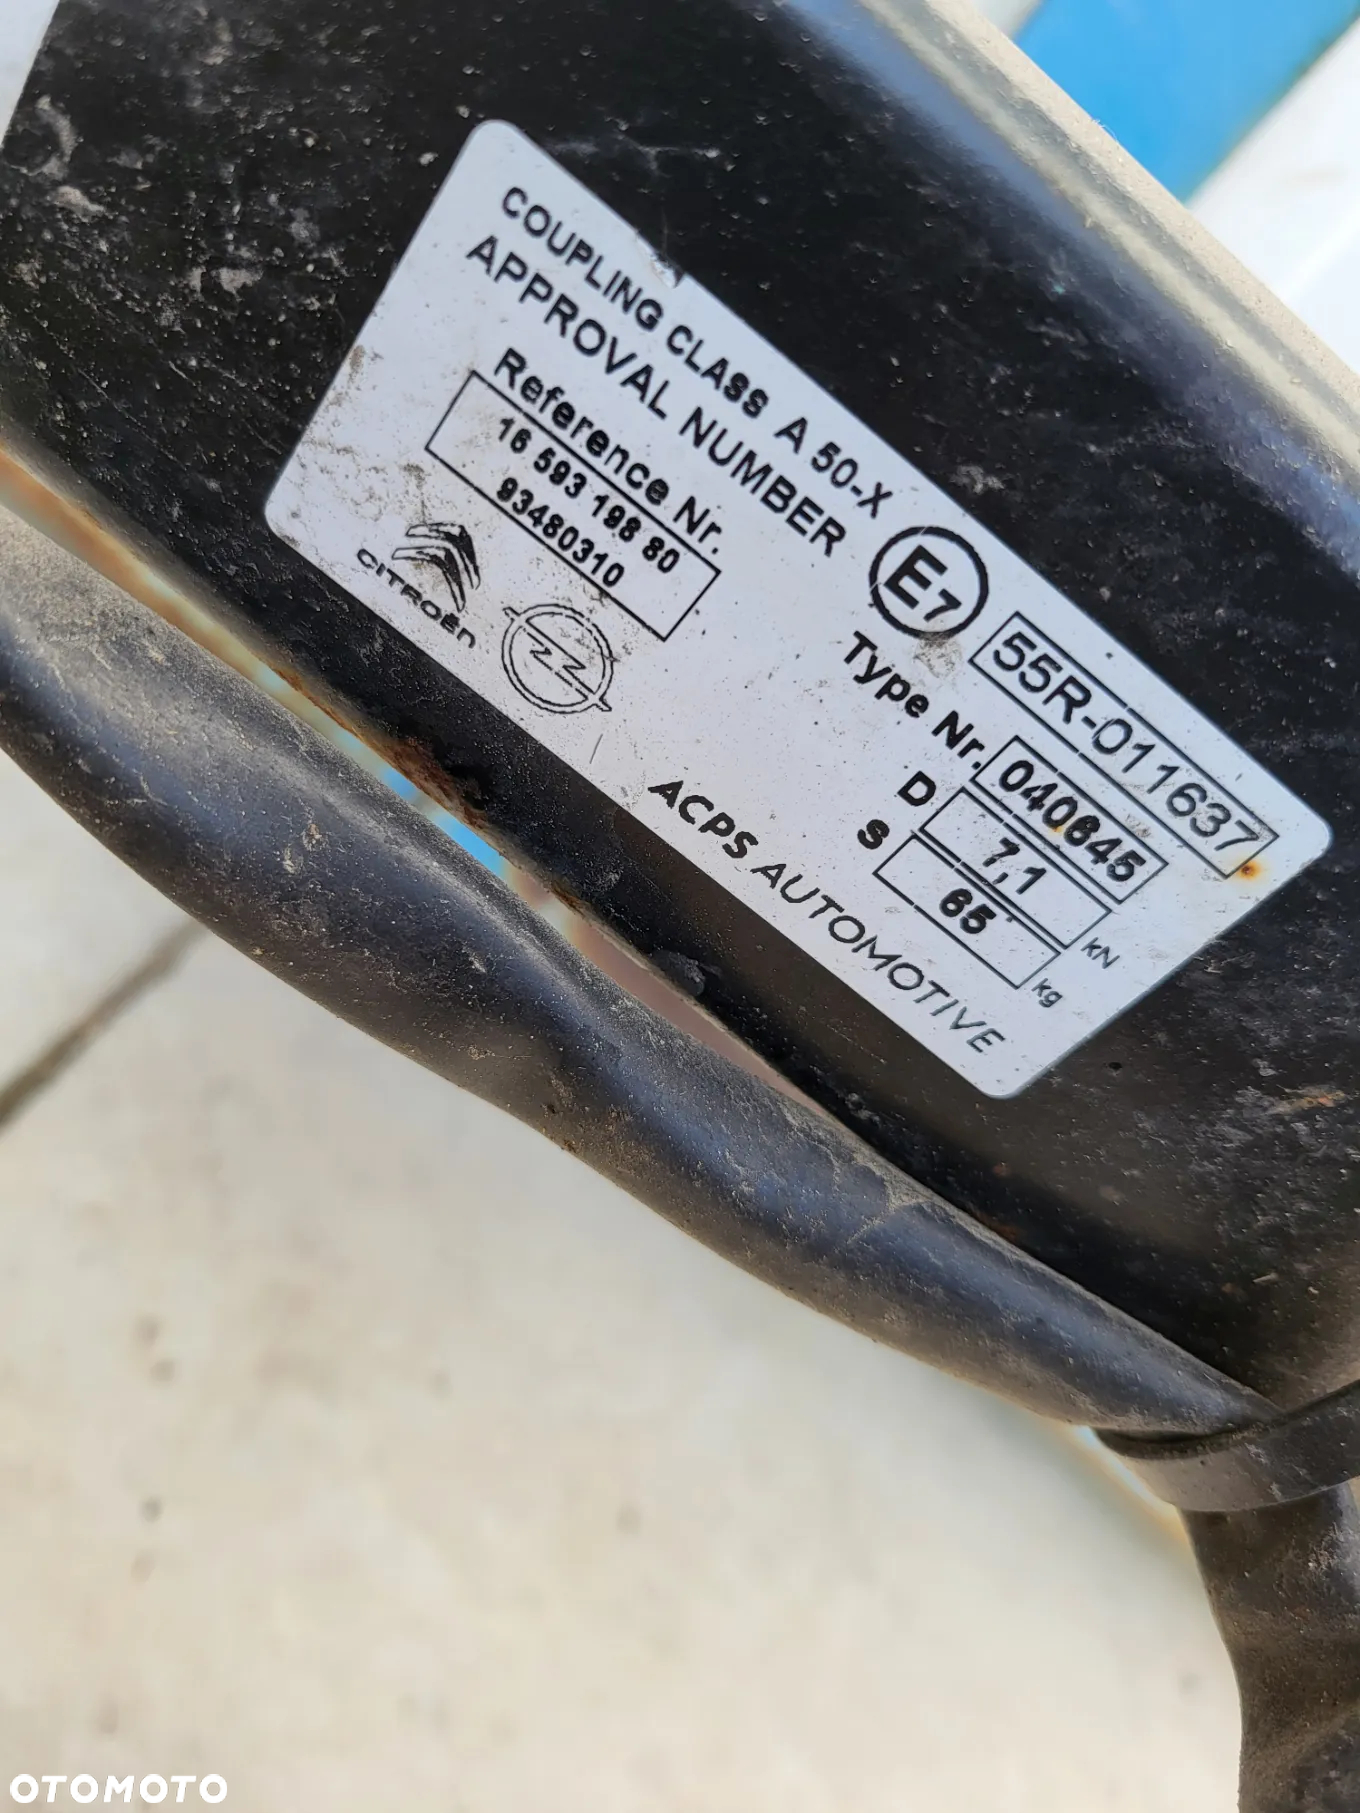 COUPLING CLASS A 50-X
APPROVAL NUMBER
E7
55R-011637
Reference Nr.
16 593 198 80
93480310
Type Nr. 040645
D 7,1 kN
S 65 kg
CITROËN
ACPS AUTOMOTIVE
OTOMOTO